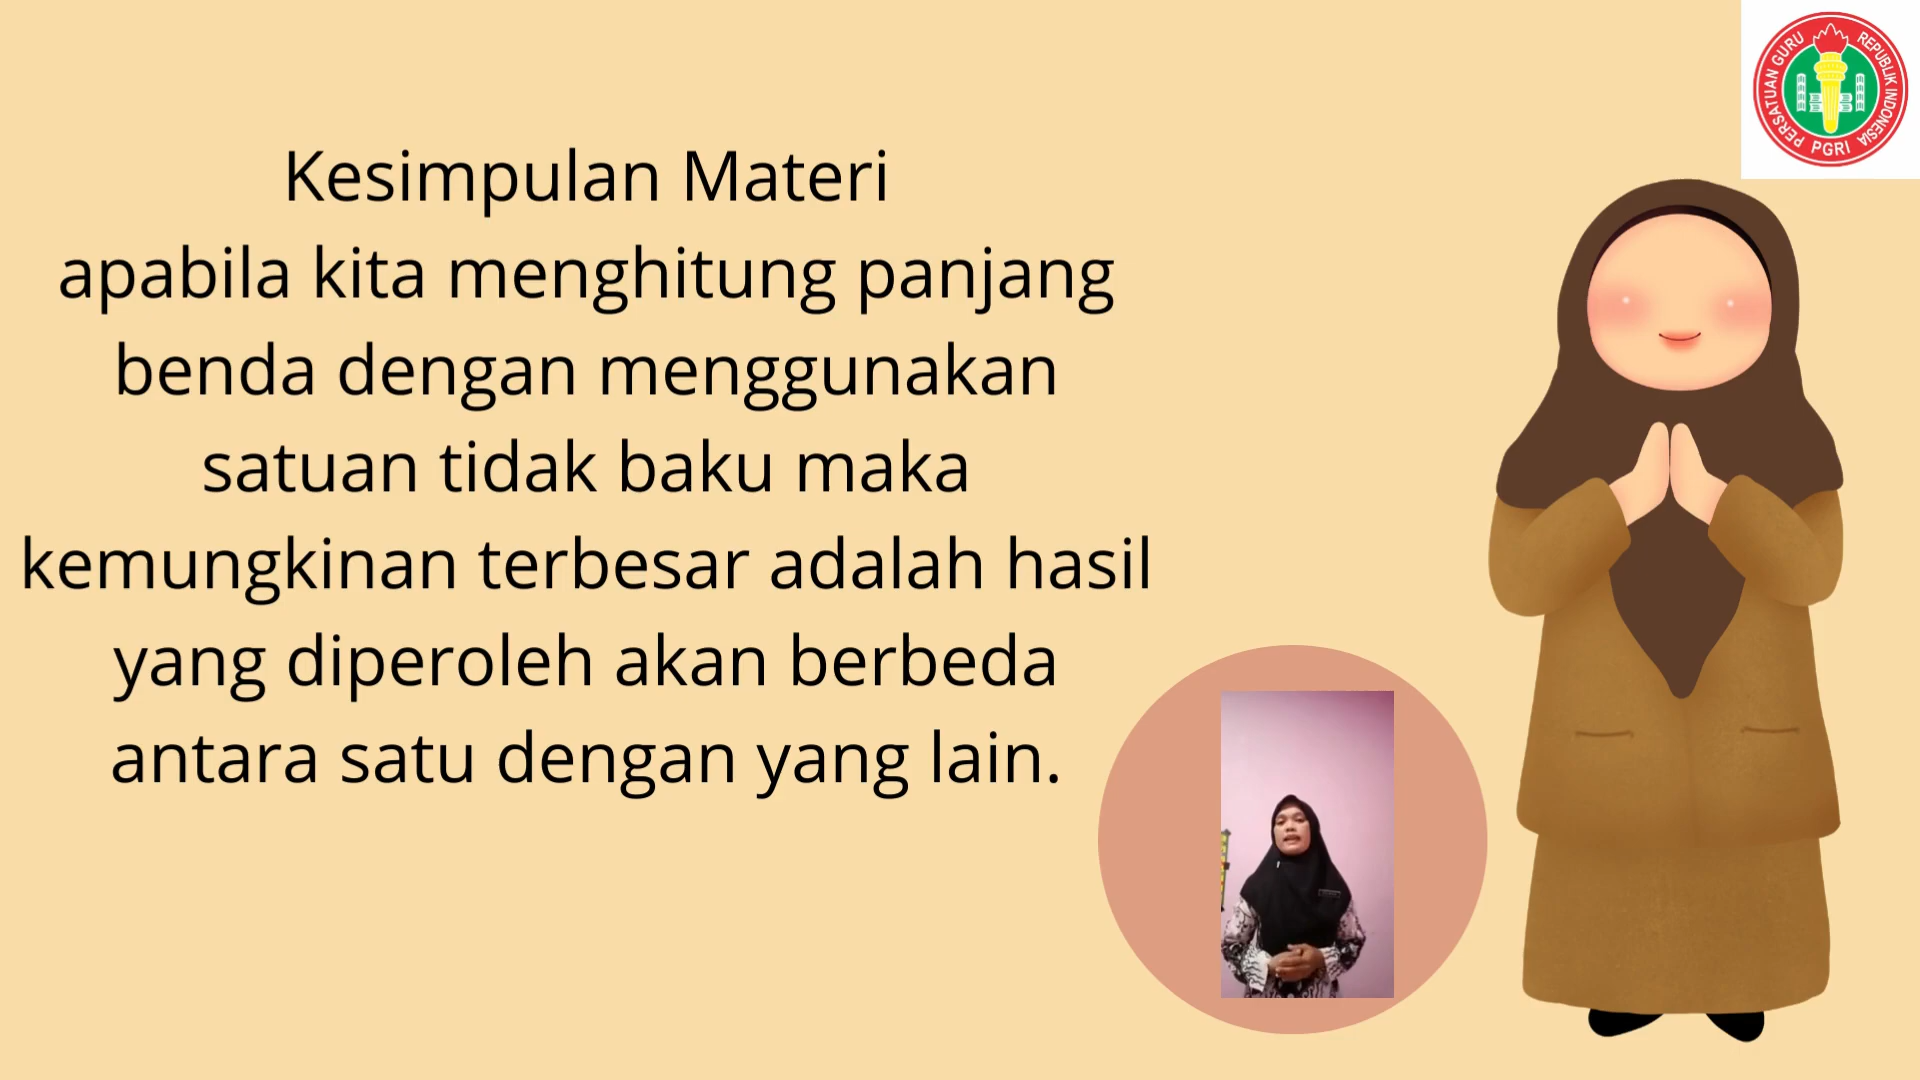 Kesimpulan Materi
apabila kita menghitung panjang
benda dengan menggunakan
satuan tidak baku maka
kemungkinan terbesar adalah hasil
yang diperoleh akan berbeda
antara satu dengan yang lain.
PERSATUAN GURU REPUBLIK INDONESIA
PGRI